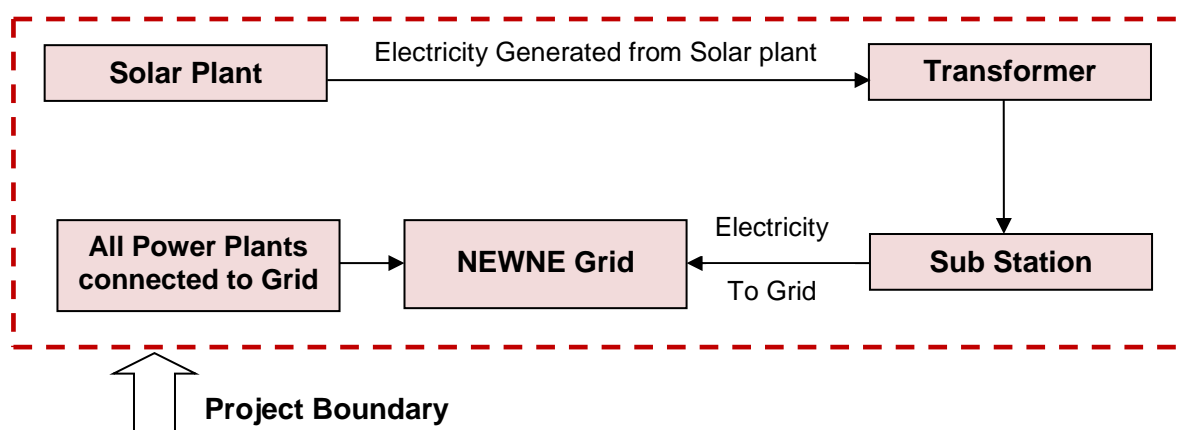 Solar Plant
Electricity Generated from Solar plant
Transformer
All Power Plants
connected to Grid
NEWNE Grid
Electricity
To Grid
Sub Station
Project Boundary